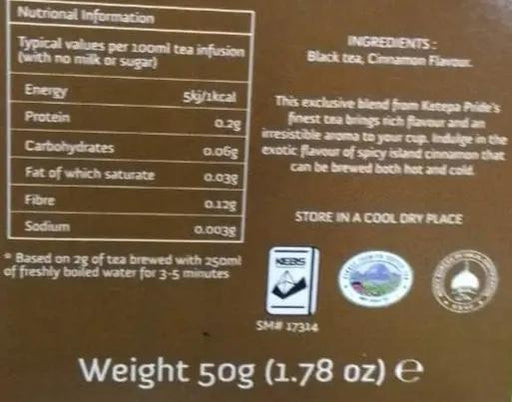 Nutrional Information
Typical values per 100ml tea infusion
(with no milk or sugar)
Energy 5kj/1kcal
Protein 0.2g
Carbohydrates 0.06g
Fat of which saturate 0.03g
Fibre 0.12g
Sodium 0.003g
* Based on 2g of tea brewed with 250ml
of freshly boiled water for 3-5 minutes
INGREDIENTS :
Black tea, Cinnamon Flavour.
This exclusive blend from Ketepa Pride's
finest tea brings rich flavour and an
irresistible aroma to your cup. Indulge in the
exotic flavour of spicy island cinnamon that
can be brewed both hot and cold.
STORE IN A COOL DRY PLACE
KEBS
SM# 17314
Weight 50g (1.78 oz) ℮